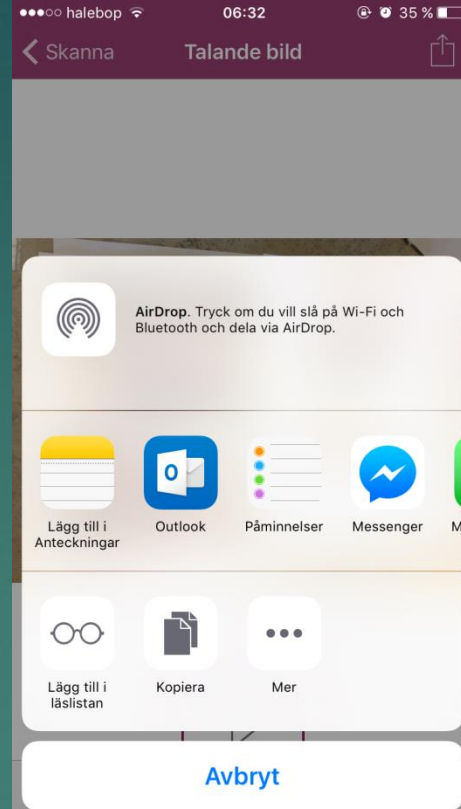 halebop 06:32 35 %
Skanna Talande bild
AirDrop. Tryck om du vill slå på Wi-Fi och
Bluetooth och dela via AirDrop.
Lägg till i
Anteckningar
Outlook
Påminnelser
Messenger
M
Lägg till i
läslistan
Kopiera
Mer
Avbryt